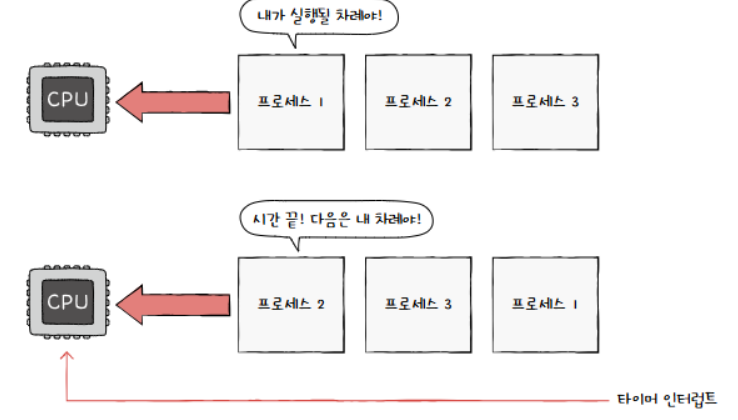 내가 실행될 차례야!
CPU
프로세스 1
프로세스 2
프로세스 3
시간 끝! 다음은 내 차례야!
CPU
프로세스 2
프로세스 3
프로세스 1
타이머 인터럽트